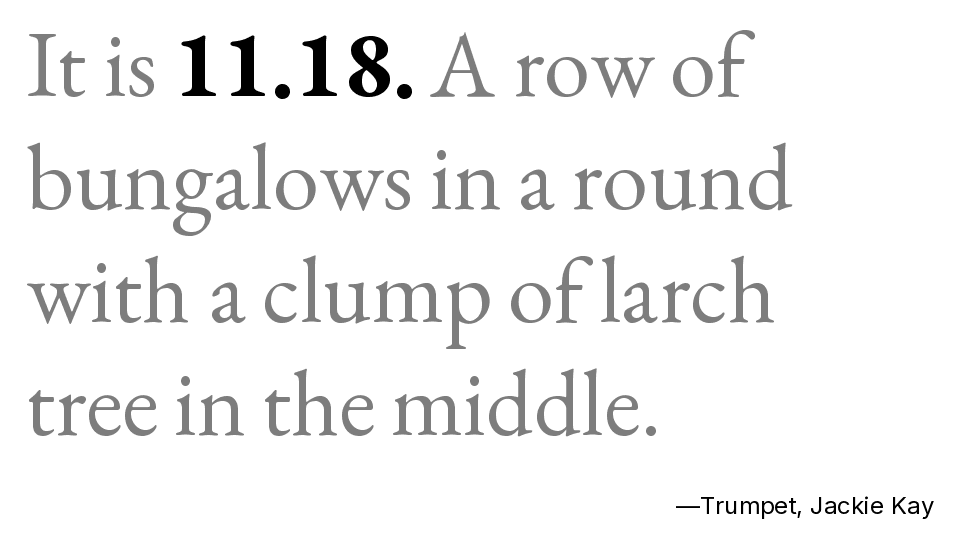 It is 11.18. A row of
bungalows in a round
with a clump of larch
tree in the middle.
—Trumpet, Jackie Kay